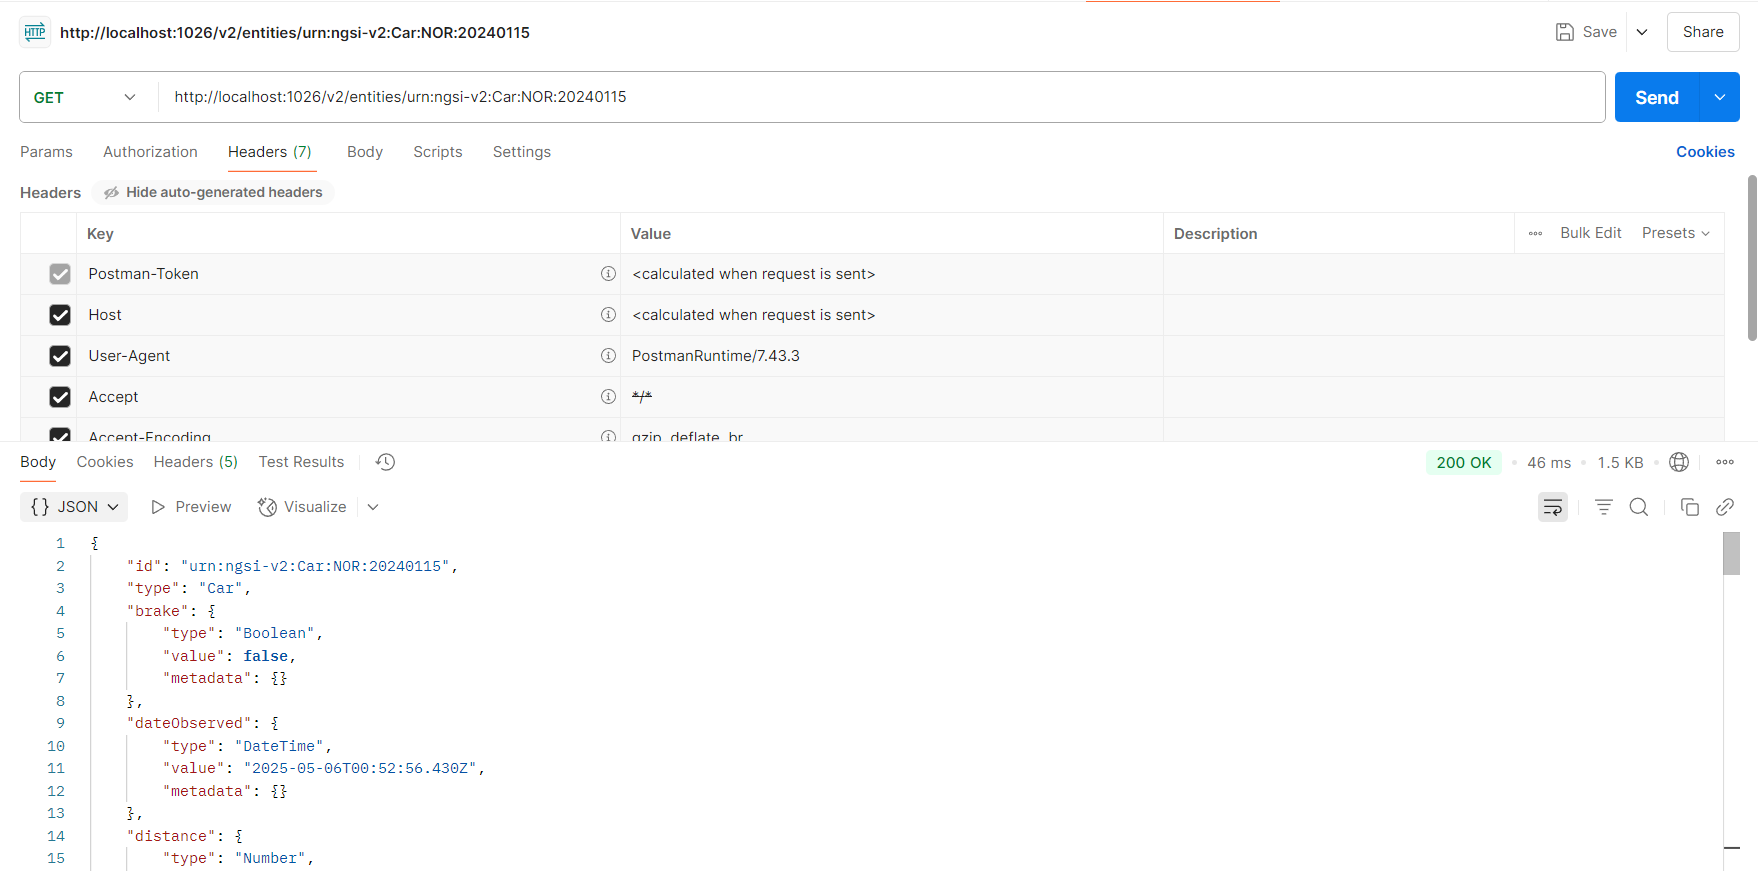 HTTP http://localhost:1026/v2/entities/urn:ngsi-v2:Car:NOR:20240115 Save Share
GET http://localhost:1026/v2/entities/urn:ngsi-v2:Car:NOR:20240115 Send
Params Authorization Headers (7) Body Scripts Settings Cookies
Headers Hide auto-generated headers
Key Value Description Bulk Edit Presets
Postman-Token <calculated when request is sent>
Host <calculated when request is sent>
User-Agent PostmanRuntime/7.43.3
Accept */*
Accept-Encoding gzip, deflate, br
Body Cookies Headers (5) Test Results 200 OK 46 ms 1.5 KB
{} JSON Preview Visualize
1 {
2 "id": "urn:ngsi-v2:Car:NOR:20240115",
3 "type": "Car",
4 "brake": {
5 "type": "Boolean",
6 "value": false,
7 "metadata": {}
8 },
9 "dateObserved": {
10 "type": "DateTime",
11 "value": "2025-05-06T00:52:56.430Z",
12 "metadata": {}
13 },
14 "distance": {
15 "type": "Number",